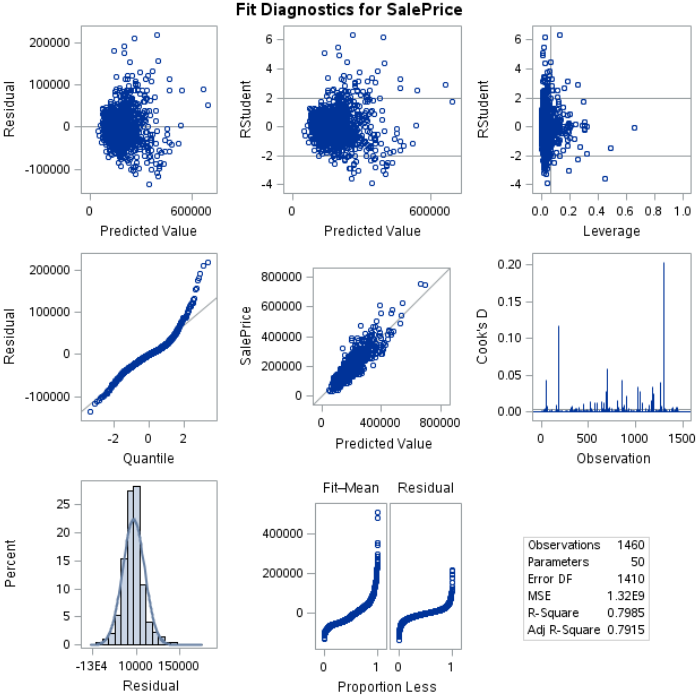 Fit Diagnostics for SalePrice
Residual
200000
100000
0
-100000
0 600000
Predicted Value
RStudent
6
4
2
0
-2
-4
0 600000
Predicted Value
RStudent
6
4
2
0
-2
-4
0.0 0.2 0.4 0.6 0.8 1.0
Leverage
Residual
200000
100000
0
-100000
-2 0 2
Quantile
SalePrice
800000
600000
400000
200000
0
0 400000 800000
Predicted Value
Cook's D
0.20
0.15
0.10
0.05
0.00
0 500 1000 1500
Observation
Percent
25
20
15
10
5
0
-13E4 10000 150000
Residual
Fit–Mean Residual
400000
200000
0
0 1 0 1
Proportion Less
Observations 1460
Parameters 50
Error DF 1410
MSE 1.32E9
R-Square 0.7985
Adj R-Square 0.7915